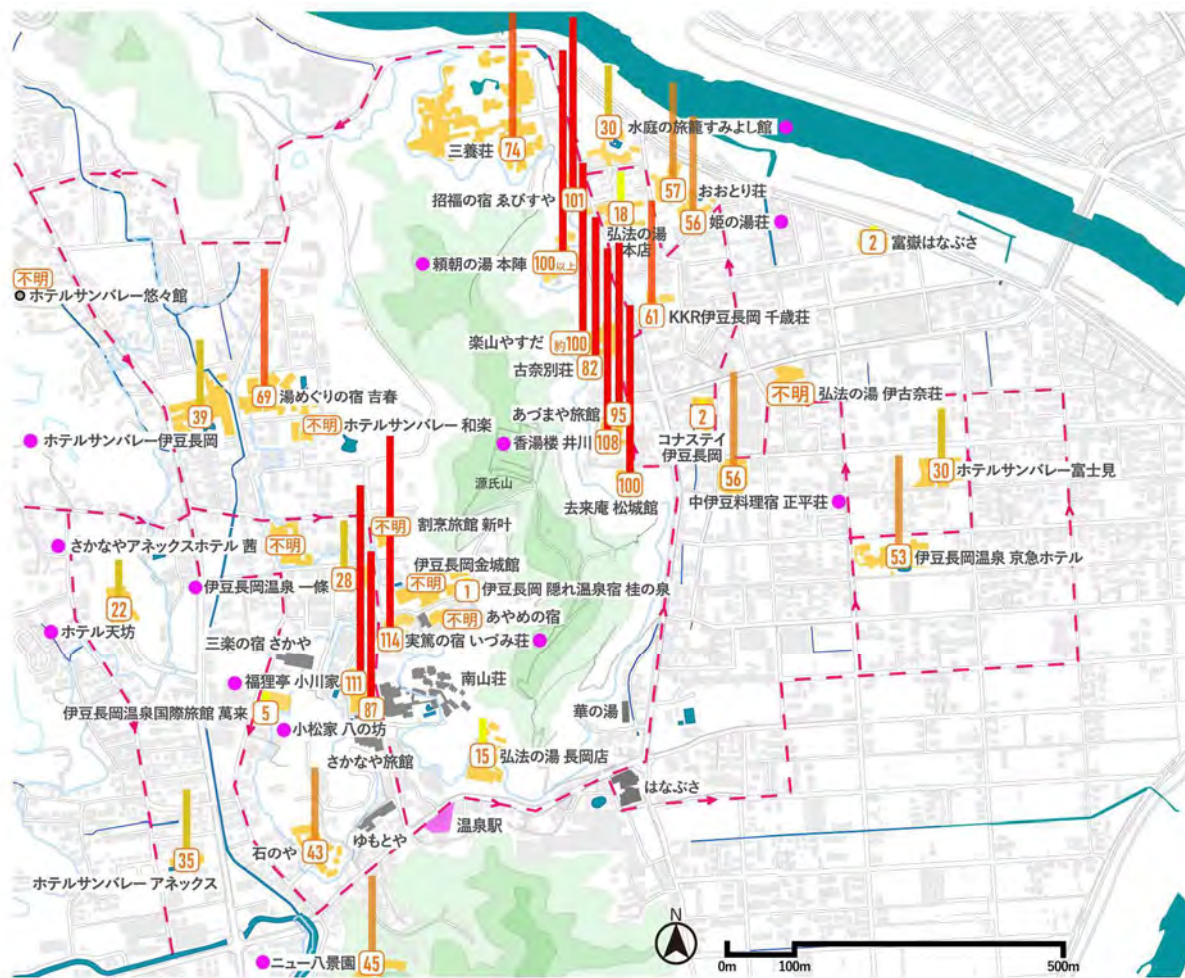 30
水庭の旅籠すみよし館
三養荘
74
57
おおとり荘
招福の宿 ゑびすや
101
18
弘法の湯
本店
56
姫の湯荘
2
富嶽はなぶさ
頼朝の湯 本陣
100以上
不明
ホテルサンバレー悠々館
61
KKR伊豆長岡 千歳荘
楽山やすだ
約100
古奈別荘
82
69
湯めぐりの宿 吉春
39
不明
弘法の湯 伊古奈荘
あづまや旅館
95
2
コナステイ
伊豆長岡
不明
ホテルサンバレー 和楽
ホテルサンバレー伊豆長岡
香湯楼 井川
108
30
ホテルサンバレー富士見
56
源氏山
100
去来庵 松城館
中伊豆料理宿 正平荘
不明
割烹旅館 新叶
さかなやアネックスホテル 茜
不明
53
伊豆長岡温泉 京急ホテル
伊豆長岡金城館
28
伊豆長岡温泉 一條
不明
1
伊豆長岡 隠れ温泉宿 桂の泉
22
不明
あやめの宿
ホテル天坊
114
実篤の宿 いづみ荘
三楽の宿 さかや
南山荘
福狸亭 小川家
111
87
伊豆長岡温泉国際旅館 萬来
5
華の湯
小松家 八の坊
さかなや旅館
15
弘法の湯 長岡店
はなぶさ
温泉駅
ゆもとや
石のや
43
35
ホテルサンバレー アネックス
N
0m
100m
500m
ニュー八景園
45